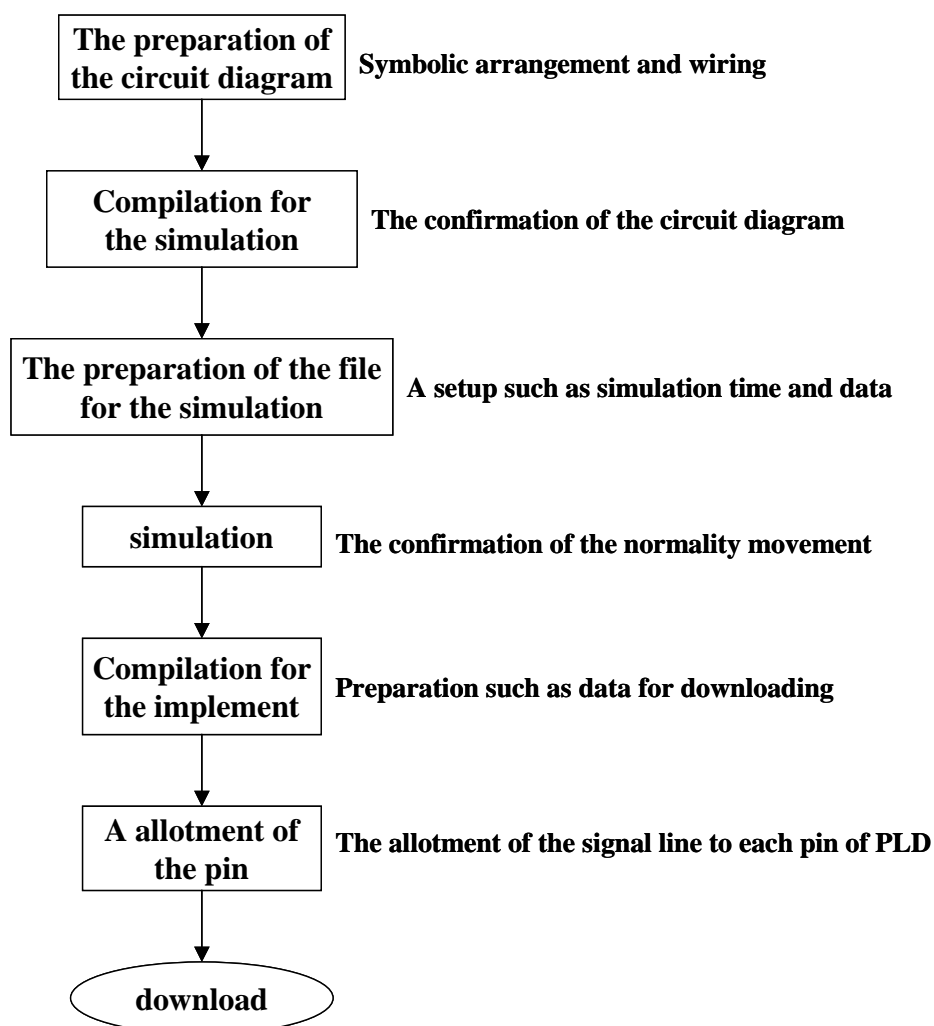 The preparation of
the circuit diagram
Symbolic arrangement and wiring
Compilation for
the simulation
The confirmation of the circuit diagram
The preparation of the file
for the simulation
A setup such as simulation time and data
simulation
The confirmation of the normality movement
Compilation for
the implement
Preparation such as data for downloading
A allotment of
the pin
The allotment of the signal line to each pin of PLD
download